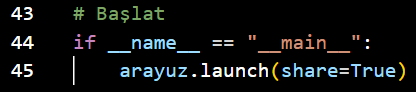 43 # Başlat
44 if __name__ == "__main__":
45 arayuz.launch(share=True)